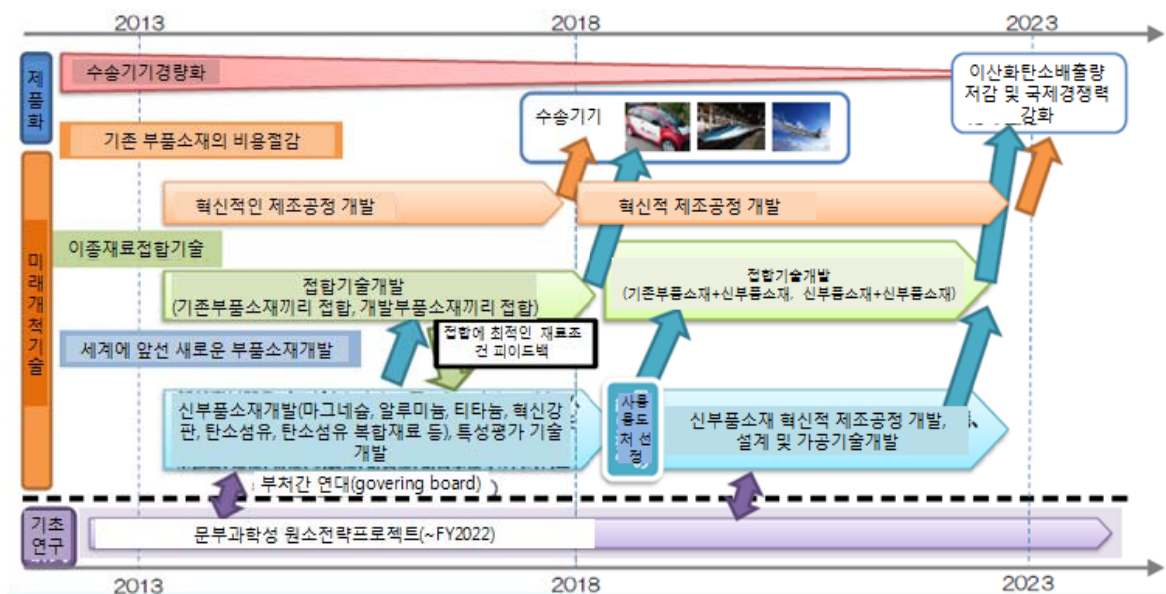 2013 2018 2023
제품화
수송기기경량화
이산화탄소배출량
저감 및 국제경쟁력
강화
수송기기
기존 부품소재의 비용절감
미래개척기술
혁신적인 제조공정 개발
혁신적 제조공정 개발
이종재료접합기술
접합기술개발
(기존부품소재끼리 접합, 개발부품소재끼리 접합)
접합기술개발
(기존부품소재+신부품소재, 신부품소재+신부품소재)
접합에 최적인 재료조
건 피이드백
세계에 앞선 새로운 부품소재개발
신부품소재개발(마그네슘, 알루미늄, 티타늄, 혁신강
판, 탄소섬유, 탄소섬유 복합재료 등), 특성평가 기술
개발
사용
용도
처 선
정
신부품소재 혁신적 제조공정 개발,
설계 및 가공기술개발
부처간 연대(govering board)
기초
연구
문부과학성 원소전략프로젝트(~FY2022)
2013 2018 2023